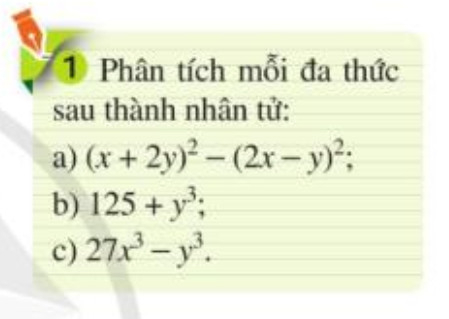 1 Phân tích mỗi đa thức
sau thành nhân tử:
a) (x + 2y)² – (2x – y)²;
b) 125 + y³;
c) 27x³ – y³.